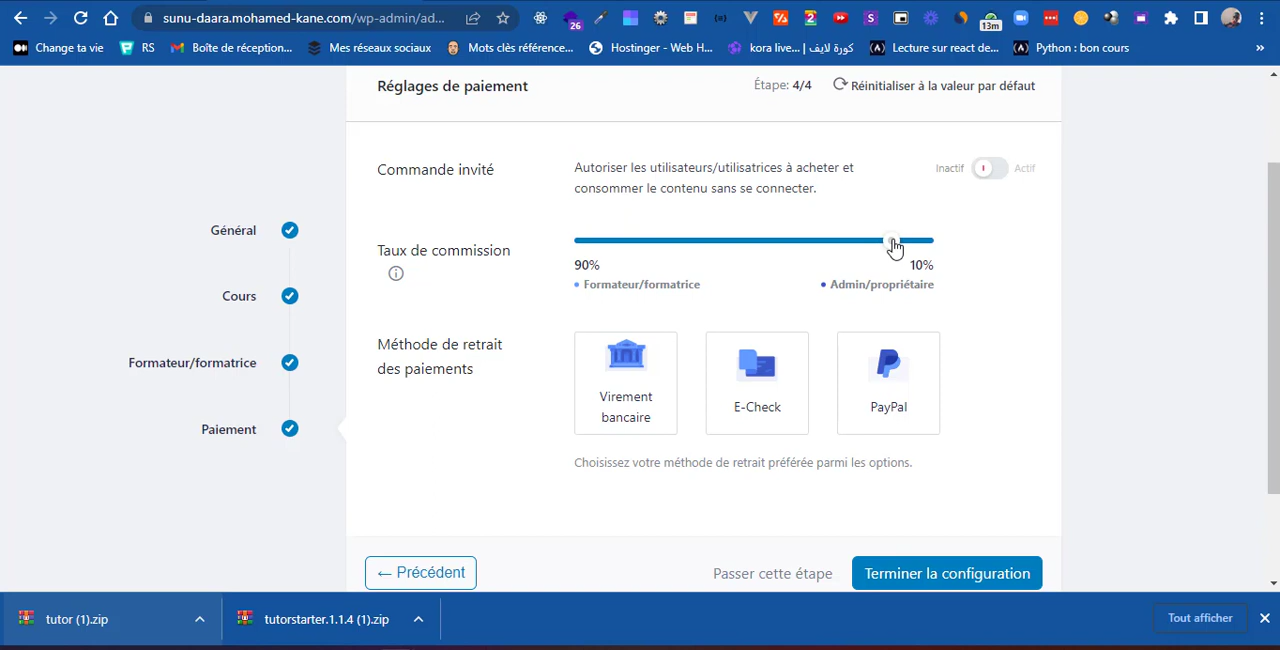 sunu-daara.mohamed-kane.com/wp-admin/ad...
26
2
S
13m
Change ta vie
RS
Boîte de réception...
Mes réseaux sociaux
Mots clés référence...
Hostinger - Web H...
kora live... | كورة لايف
Lecture sur react de...
Python : bon cours
»
Réglages de paiement
Étape: 4/4
Réinitialiser à la valeur par défaut
Commande invité
Autoriser les utilisateurs/utilisatrices à acheter et
consommer le contenu sans se connecter.
Inactif
Actif
Général
Cours
Formateur/formatrice
Paiement
Taux de commission
90%
10%
Formateur/formatrice
Admin/propriétaire
Méthode de retrait
des paiements
Virement
bancaire
E-Check
PayPal
Choisissez votre méthode de retrait préférée parmi les options.
← Précédent
Passer cette étape
Terminer la configuration
tutor (1).zip
tutorstarter.1.1.4 (1).zip
Tout afficher